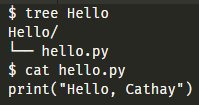 $ tree Hello
Hello/
└── hello.py
$ cat hello.py
print("Hello, Cathay")